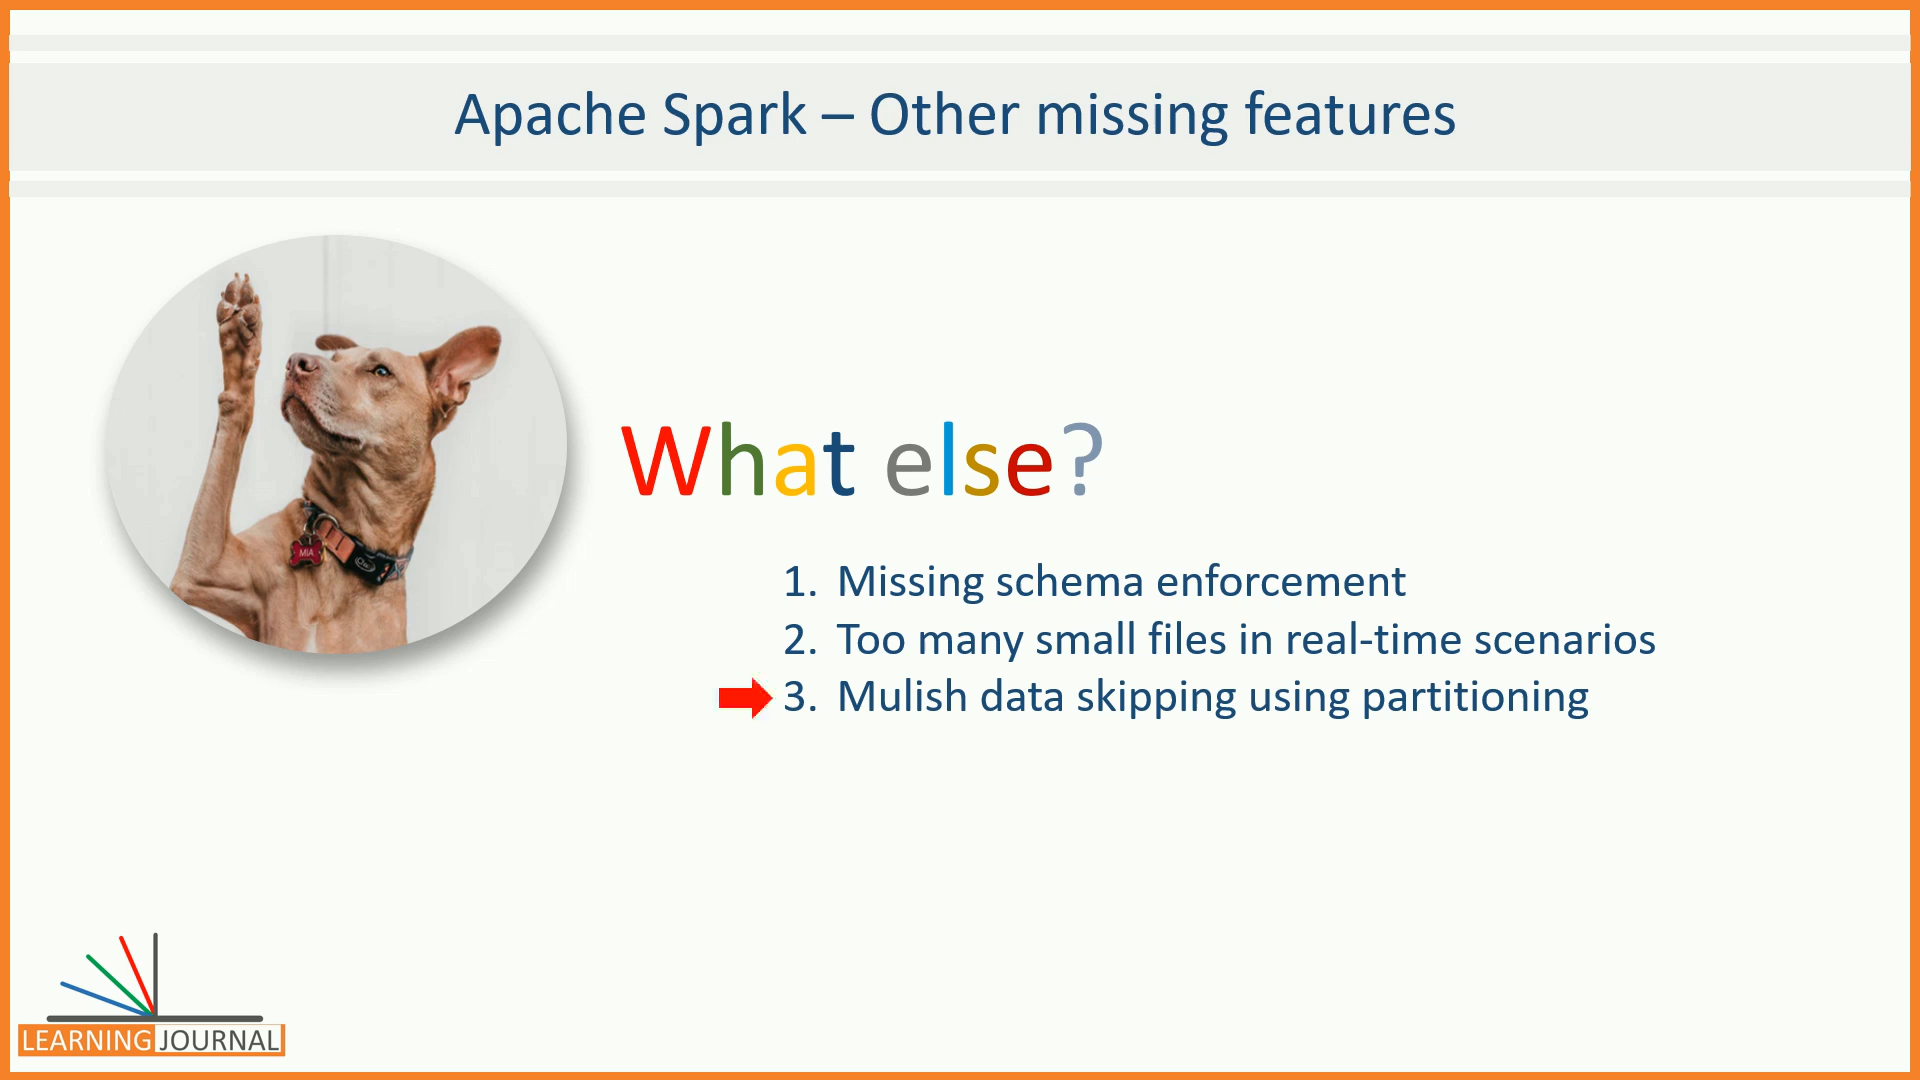 Apache Spark – Other missing features
What else?
MIA
1. Missing schema enforcement
2. Too many small files in real-time scenarios
3. Mulish data skipping using partitioning
LEARNING JOURNAL